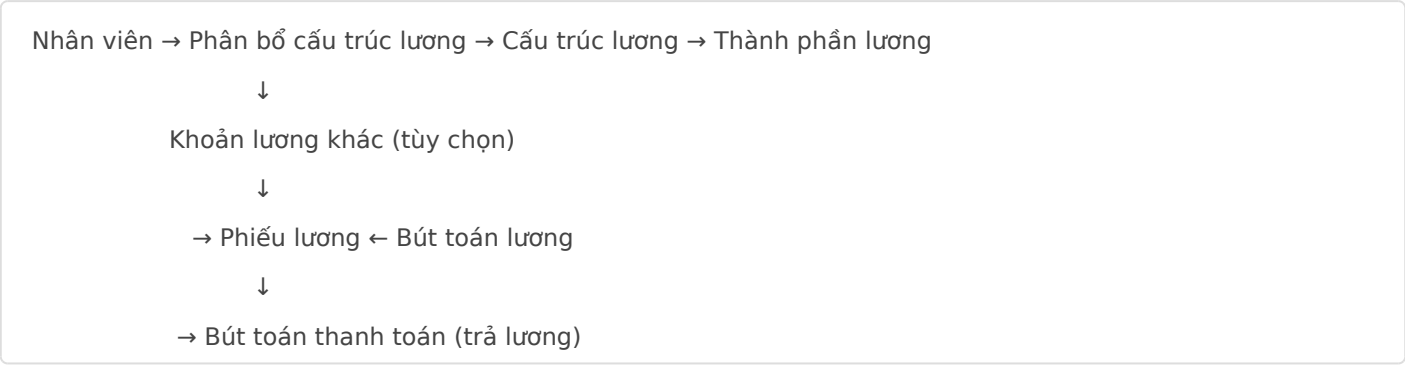 Nhân viên → Phân bổ cấu trúc lương → Cấu trúc lương → Thành phần lương
↓
Khoản lương khác (tùy chọn)
↓
→ Phiếu lương ← Bút toán lương
↓
→ Bút toán thanh toán (trả lương)